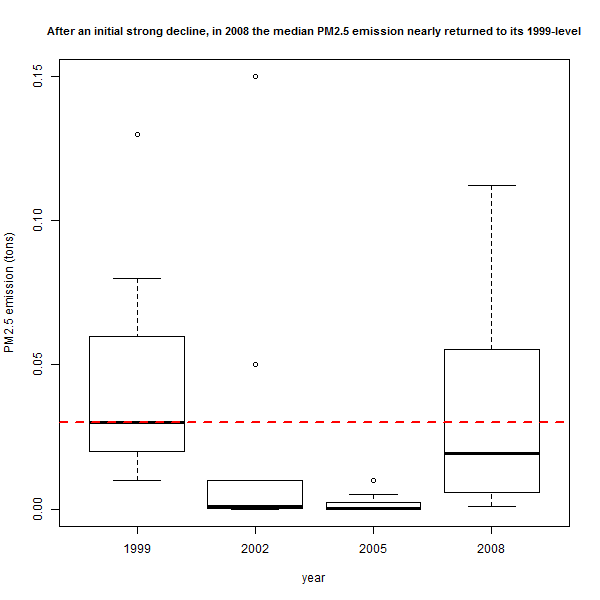 After an initial strong decline, in 2008 the median PM2.5 emission nearly returned to its 1999-level
0.15
0.10
0.05
0.00
PM2.5 emission (tons)
1999 2002 2005 2008
year